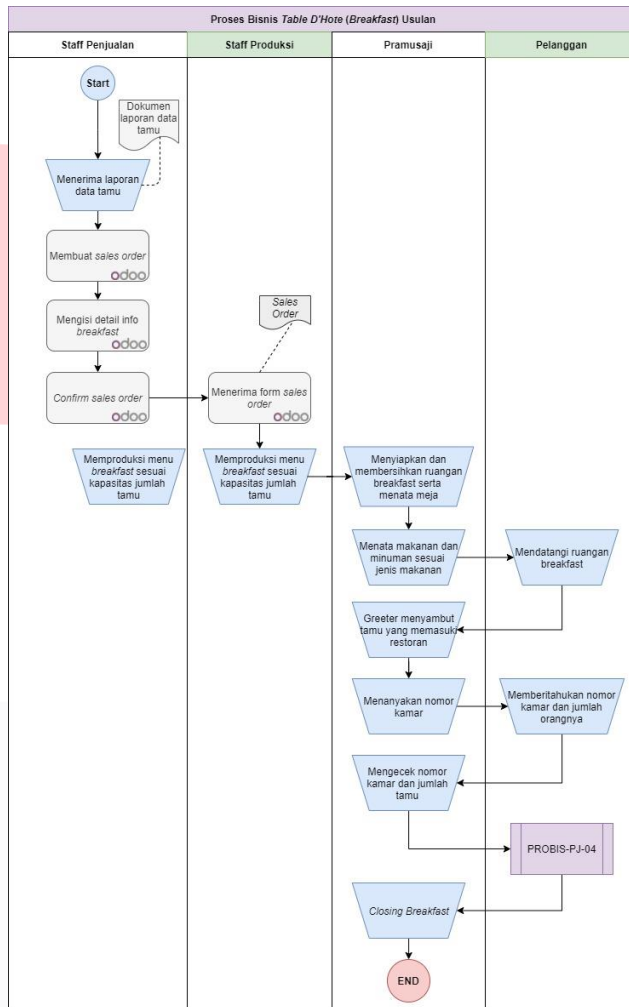 Proses Bisnis Table D'Hote (Breakfast) Usulan
Staff Penjualan
Staff Produksi
Pramusaji
Pelanggan
Start
Dokumen
laporan data
tamu
Menerima laporan
data tamu
Membuat sales order
odoo
Mengisi detail info
breakfast
odoo
Confirm sales order
odoo
Sales
Order
Menerima form sales
order
odoo
Memproduksi menu
breakfast sesuai
kapasitas jumlah
tamu
Memproduksi menu
breakfast sesuai
kapasitas jumlah
tamu
Menyiapkan dan
membersihkan ruangan
breakfast serta
menata meja
Menata makanan dan
minuman sesuai
jenis makanan
Mendatangi ruangan
breakfast
Greeter menyambut
tamu yang memasuki
restoran
Menanyakan nomor
kamar
Memberitahukan nomor
kamar dan jumlah
orangnya
Mengecek nomor
kamar dan jumlah
tamu
PROBIS-PJ-04
Closing Breakfast
END